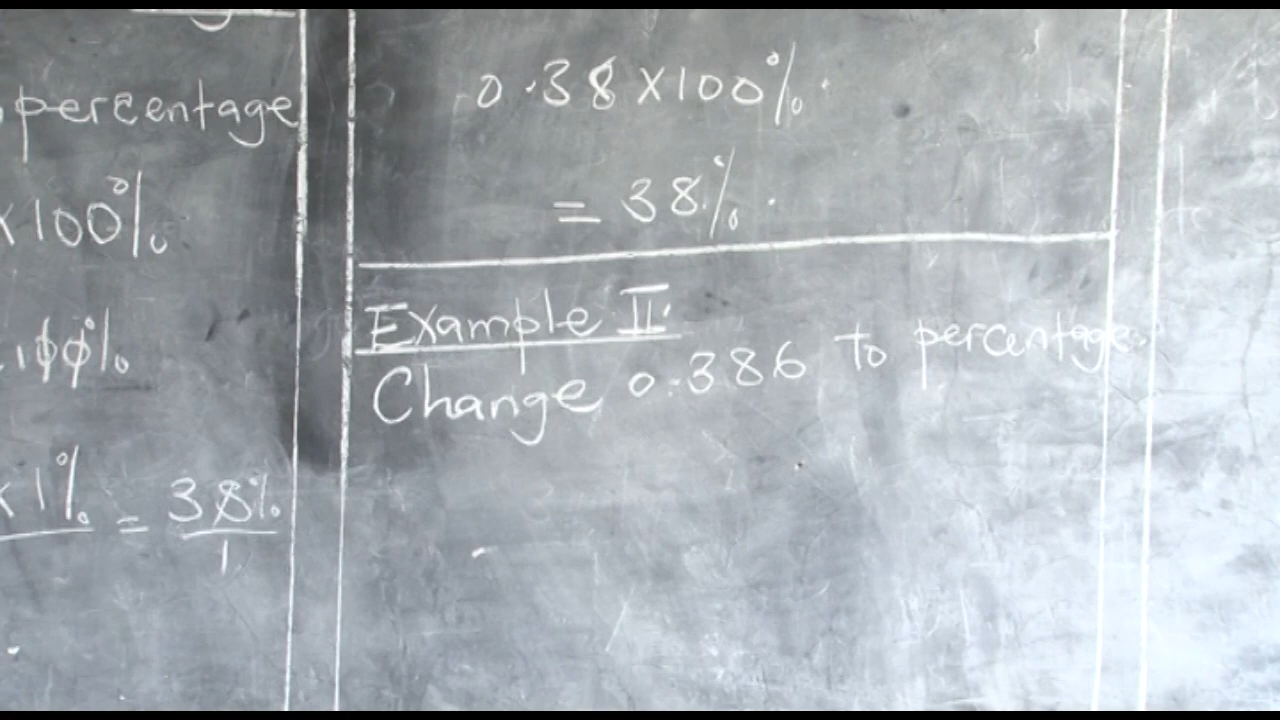 percentage
×100%
100%
×1% = 38%
1
0.38 × 100%
= 38%
Example II
Change 0.386 to percentage